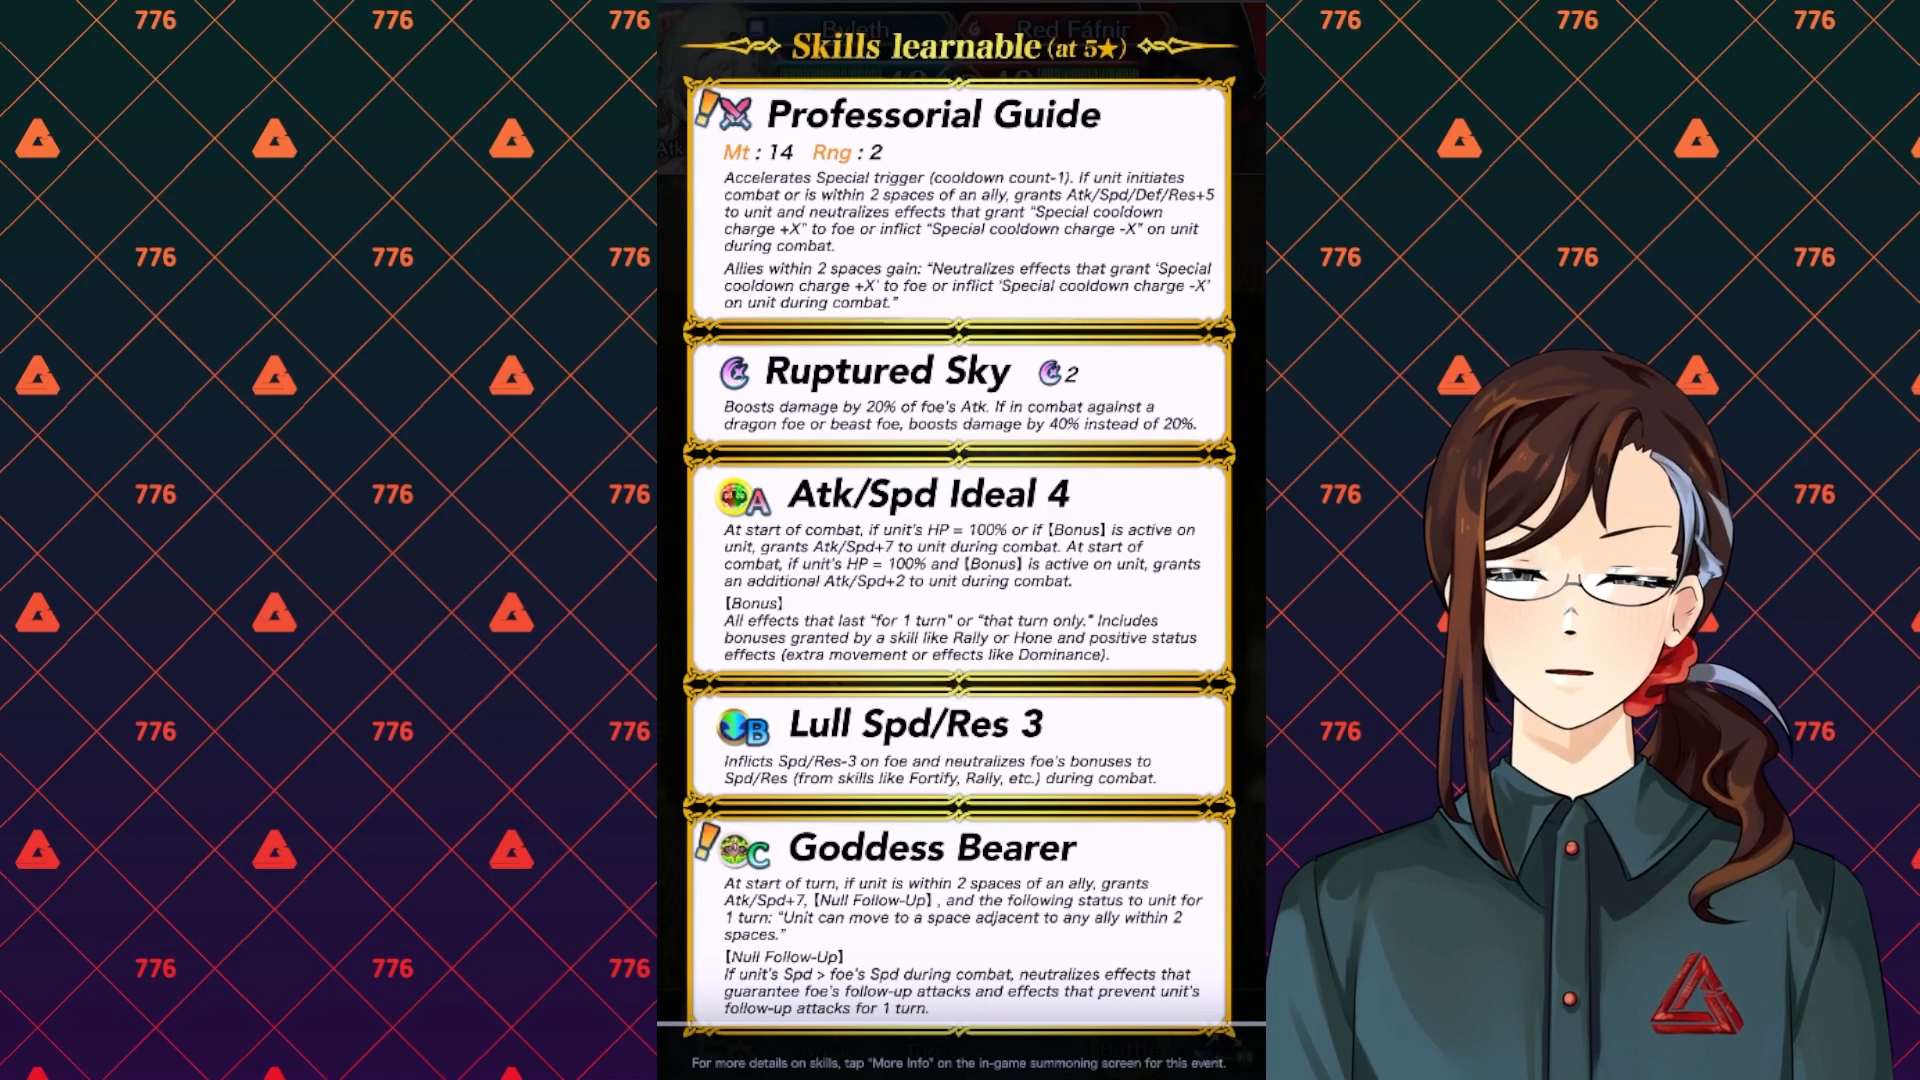 776 776 776 776 776 776
Byleth Red Fáfnir
Skills learnable (at 5★)
Professorial Guide
Mt : 14 Rng : 2
Accelerates Special trigger (cooldown count-1). If unit initiates
combat or is within 2 spaces of an ally, grants Atk/Spd/Def/Res+5
to unit and neutralizes effects that grant “Special cooldown
charge +X” to foe or inflict “Special cooldown charge -X” on unit
during combat.
Allies within 2 spaces gain: “Neutralizes effects that grant ‘Special
cooldown charge +X’ to foe or inflict ‘Special cooldown charge -X’
on unit during combat.”
776 776 776 776 776 776
Ruptured Sky 2
Boosts damage by 20% of foe's Atk. If in combat against a
dragon foe or beast foe, boosts damage by 40% instead of 20%.
776 776 776 776 776
A Atk/Spd Ideal 4
At start of combat, if unit's HP = 100% or if【Bonus】is active on
unit, grants Atk/Spd+7 to unit during combat. At start of
combat, if unit's HP = 100% and【Bonus】is active on unit, grants
an additional Atk/Spd+2 to unit during combat.
【Bonus】
All effects that last “for 1 turn” or “that turn only.” Includes
bonuses granted by a skill like Rally or Hone and positive status
effects (extra movement or effects like Dominance).
776 776 776 776 776
B Lull Spd/Res 3
Inflicts Spd/Res-3 on foe and neutralizes foe's bonuses to
Spd/Res (from skills like Fortify, Rally, etc.) during combat.
C Goddess Bearer
At start of turn, if unit is within 2 spaces of an ally, grants
Atk/Spd+7,【Null Follow-Up】, and the following status to unit for
1 turn: “Unit can move to a space adjacent to any ally within 2
spaces.”
【Null Follow-Up】
If unit's Spd > foe's Spd during combat, neutralizes effects that
guarantee foe's follow-up attacks and effects that prevent unit's
follow-up attacks for 1 turn.
776 776 776
For more details on skills, tap "More Info" on the in-game summoning screen for this event.